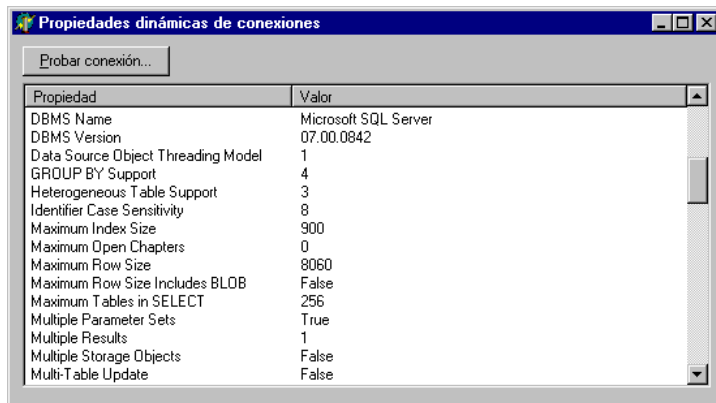 Propiedades dinámicas de conexiones
Probar conexión...
Propiedad Valor
DBMS Name Microsoft SQL Server
DBMS Version 07.00.0842
Data Source Object Threading Model 1
GROUP BY Support 4
Heterogeneous Table Support 3
Identifier Case Sensitivity 8
Maximum Index Size 900
Maximum Open Chapters 0
Maximum Row Size 8060
Maximum Row Size Includes BLOB False
Maximum Tables in SELECT 256
Multiple Parameter Sets True
Multiple Results 1
Multiple Storage Objects False
Multi-Table Update False